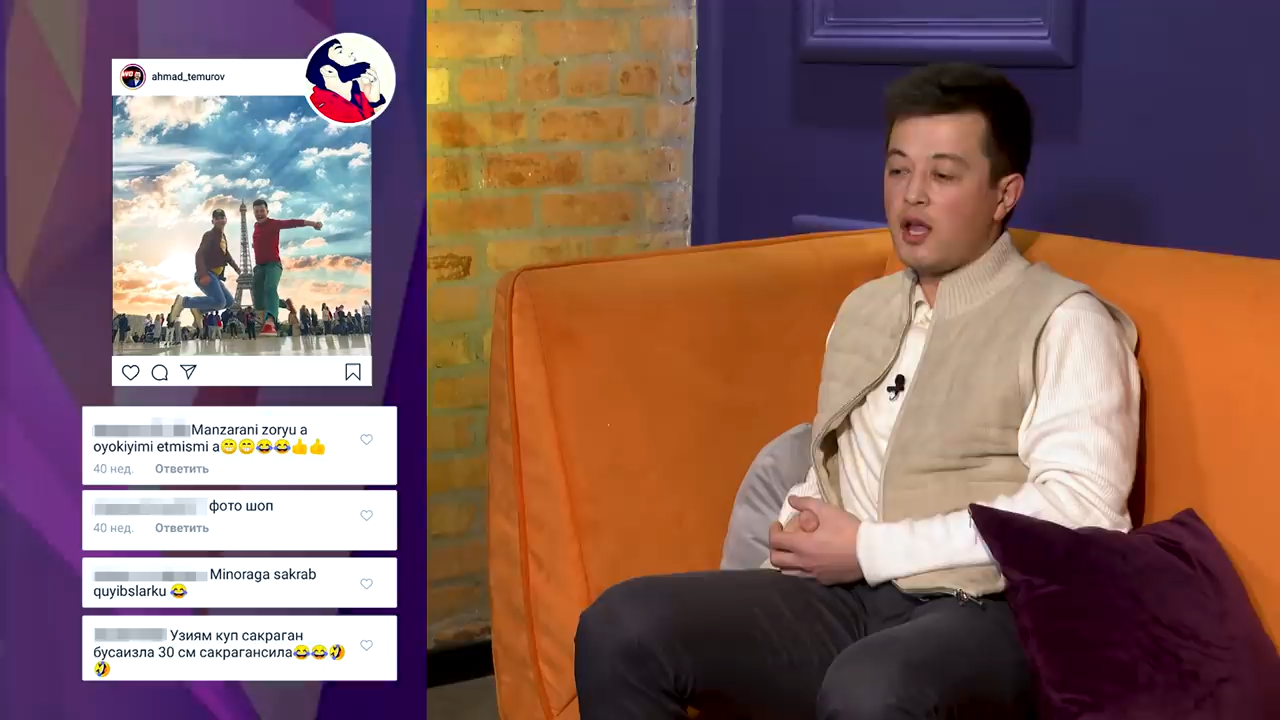 ahmad_temurov
Manzarani zoryu a
oyokiyimi etmismi a😁😁😂😂👍👍
40 нед. Ответить
фото шоп
40 нед. Ответить
Minoraga sakrab
quyibslarku 😂
Узиям куп сакраган
бусаизла 30 см сакрагансила😂😂🤣
🤣